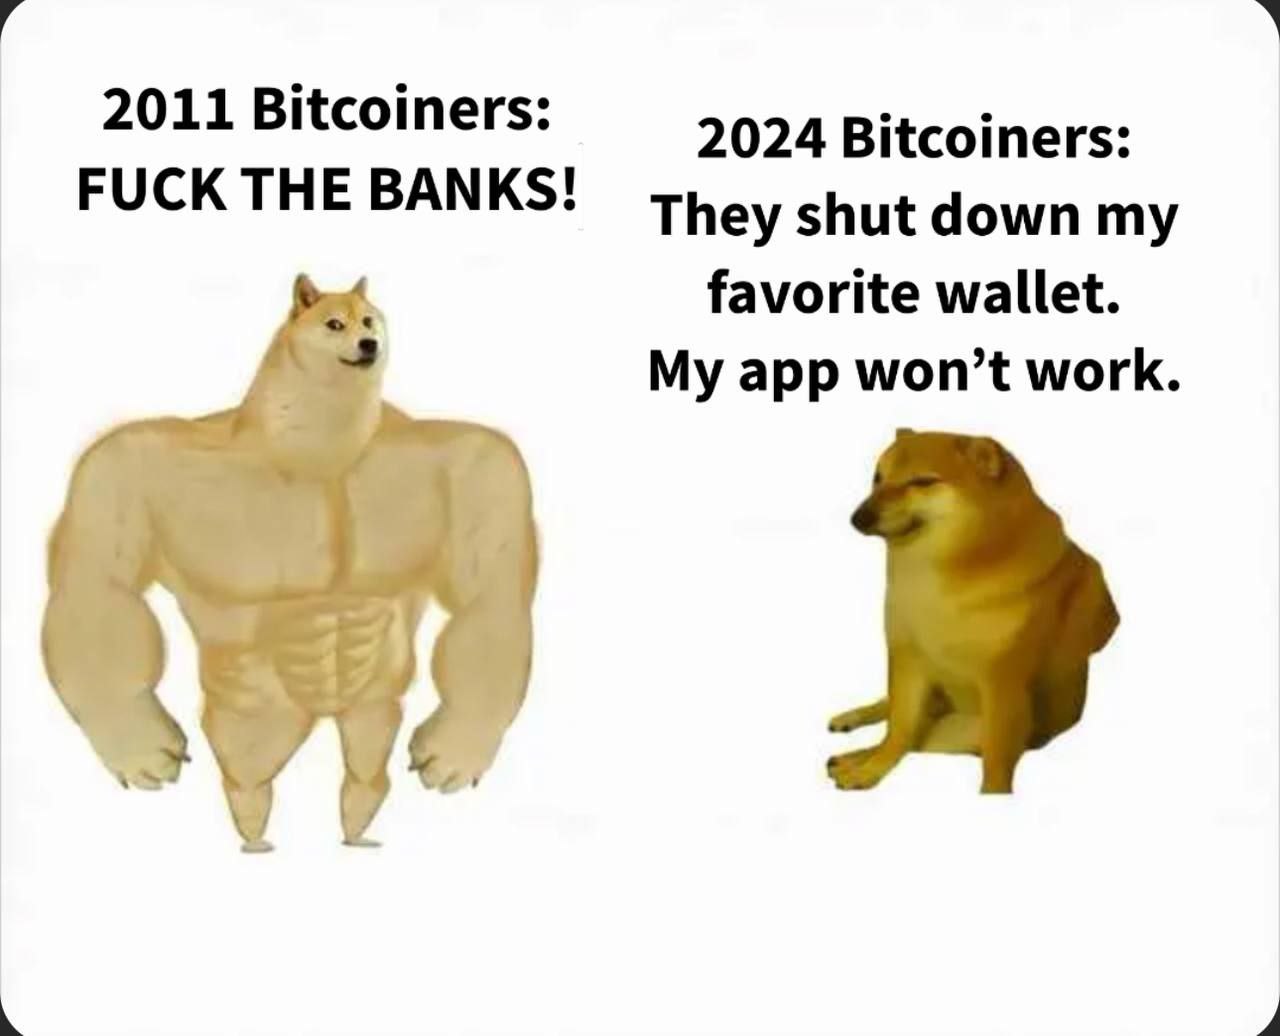 2011 Bitcoiners:
FUCK THE BANKS!
2024 Bitcoiners:
They shut down my
favorite wallet.
My app won’t work.